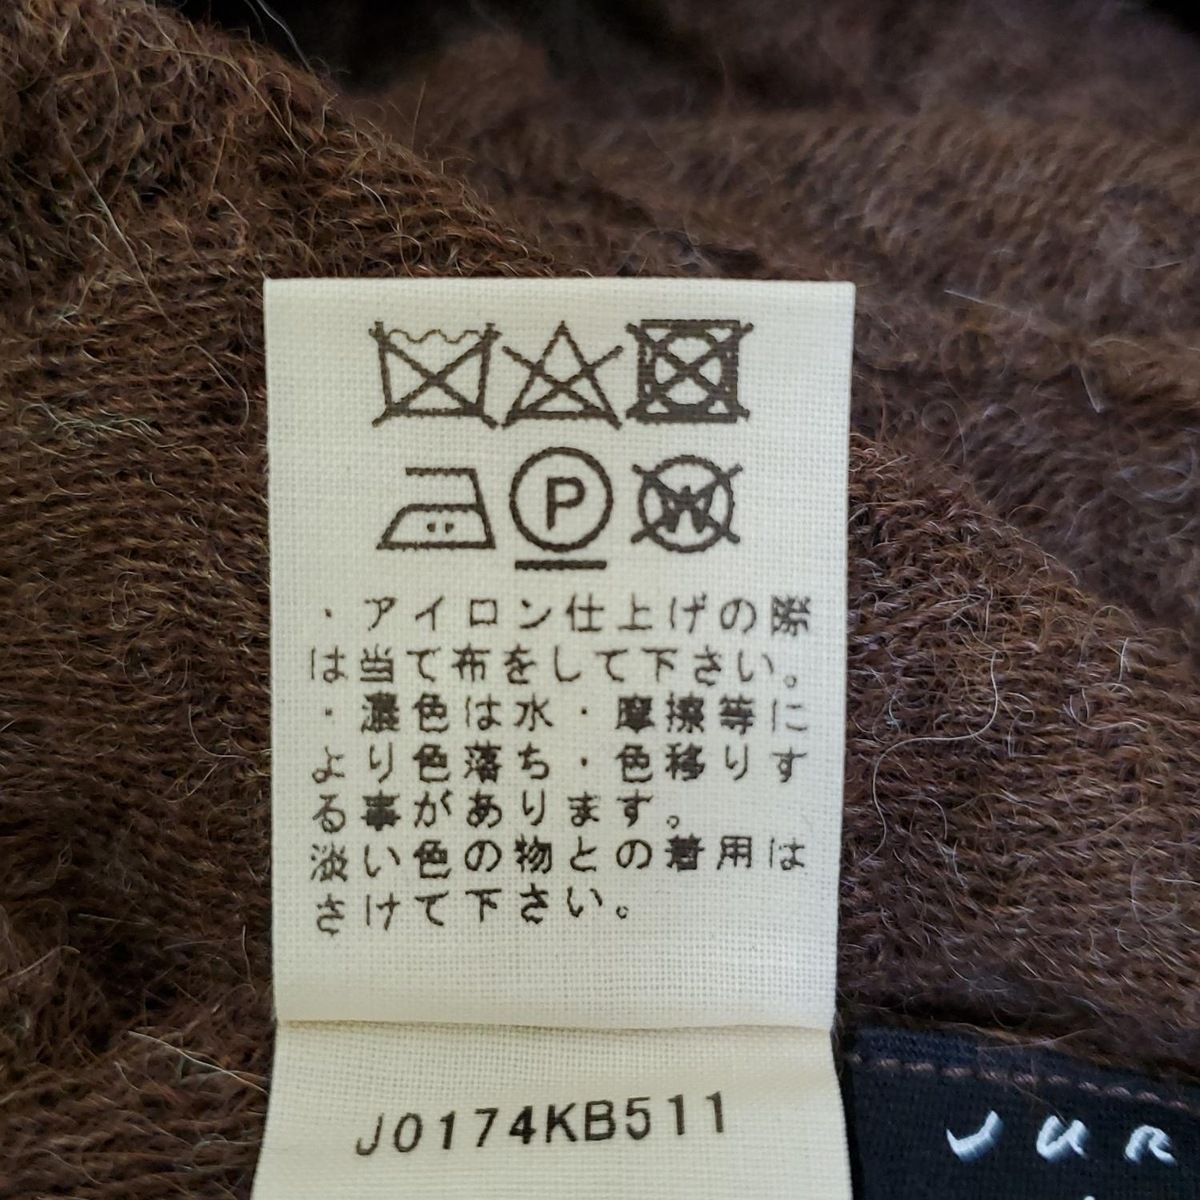 P
W
・アイロン仕上げの際
は当て布をして下さい。
・濃色は水・摩擦等に
より色落ち・色移りす
る事があります。
淡い色の物との着用は
さけて下さい。
J0174KB511
JUR